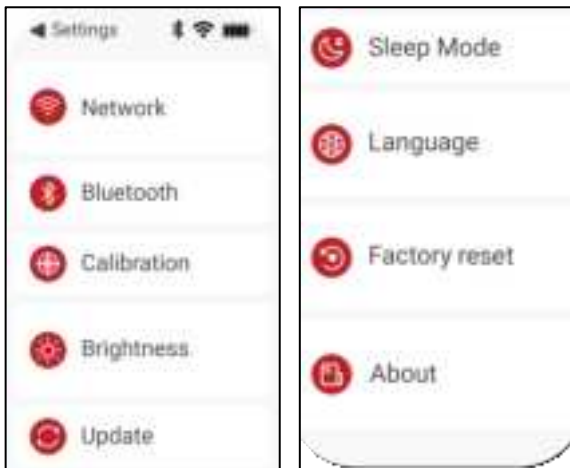 Settings
Network
Bluetooth
Calibration
Brightness
Update
Sleep Mode
Language
Factory reset
About